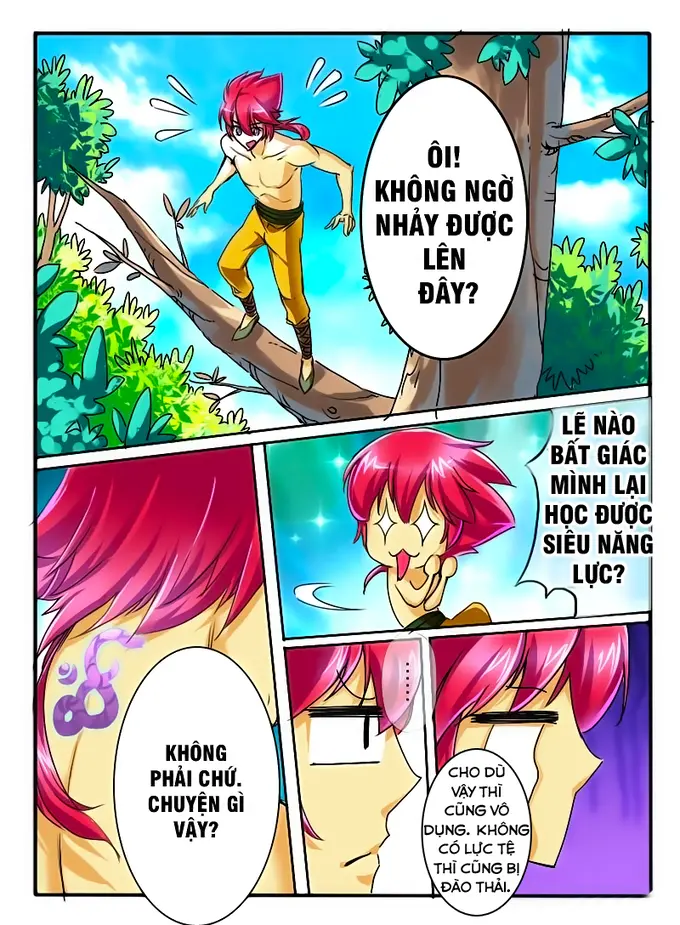 ÔI!
KHÔNG NGỜ
NHẢY ĐƯỢC
LÊN
ĐÂY?
LẼ NÀO
BẤT GIÁC
MÌNH LẠI
HỌC ĐƯỢC
SIÊU NĂNG
LỰC?
KHÔNG
PHẢI CHỨ.
CHUYỆN GÌ
VẬY?
......
CHO DÙ
VẬY THÌ
CŨNG VÔ
DỤNG. KHÔNG
CÓ LỰC TỆ
THÌ CŨNG BỊ
ĐÀO THẢI.